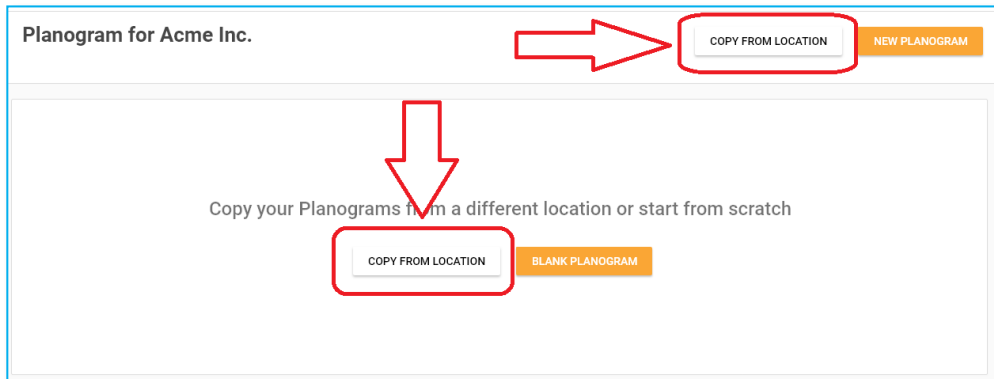 Planogram for Acme Inc.
COPY FROM LOCATION
NEW PLANOGRAM
Copy your Planograms from a different location or start from scratch
COPY FROM LOCATION
BLANK PLANOGRAM